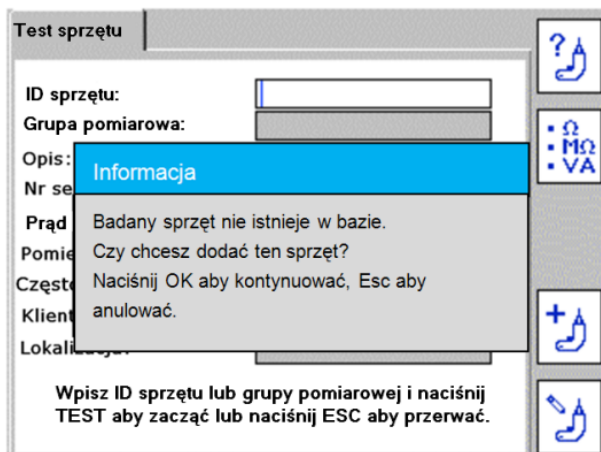 Test sprzętu
ID sprzętu:
Grupa pomiarowa:
Opis:
Nr se
Prąd
Pomie
Często
Klient
Lokaliz
Informacja
Badany sprzęt nie istnieje w bazie.
Czy chcesz dodać ten sprzęt?
Naciśnij OK aby kontynuować, Esc aby
anulować.
Wpisz ID sprzętu lub grupy pomiarowej i naciśnij
TEST aby zacząć lub naciśnij ESC aby przerwać.
?
Ω
MΩ
VA
+